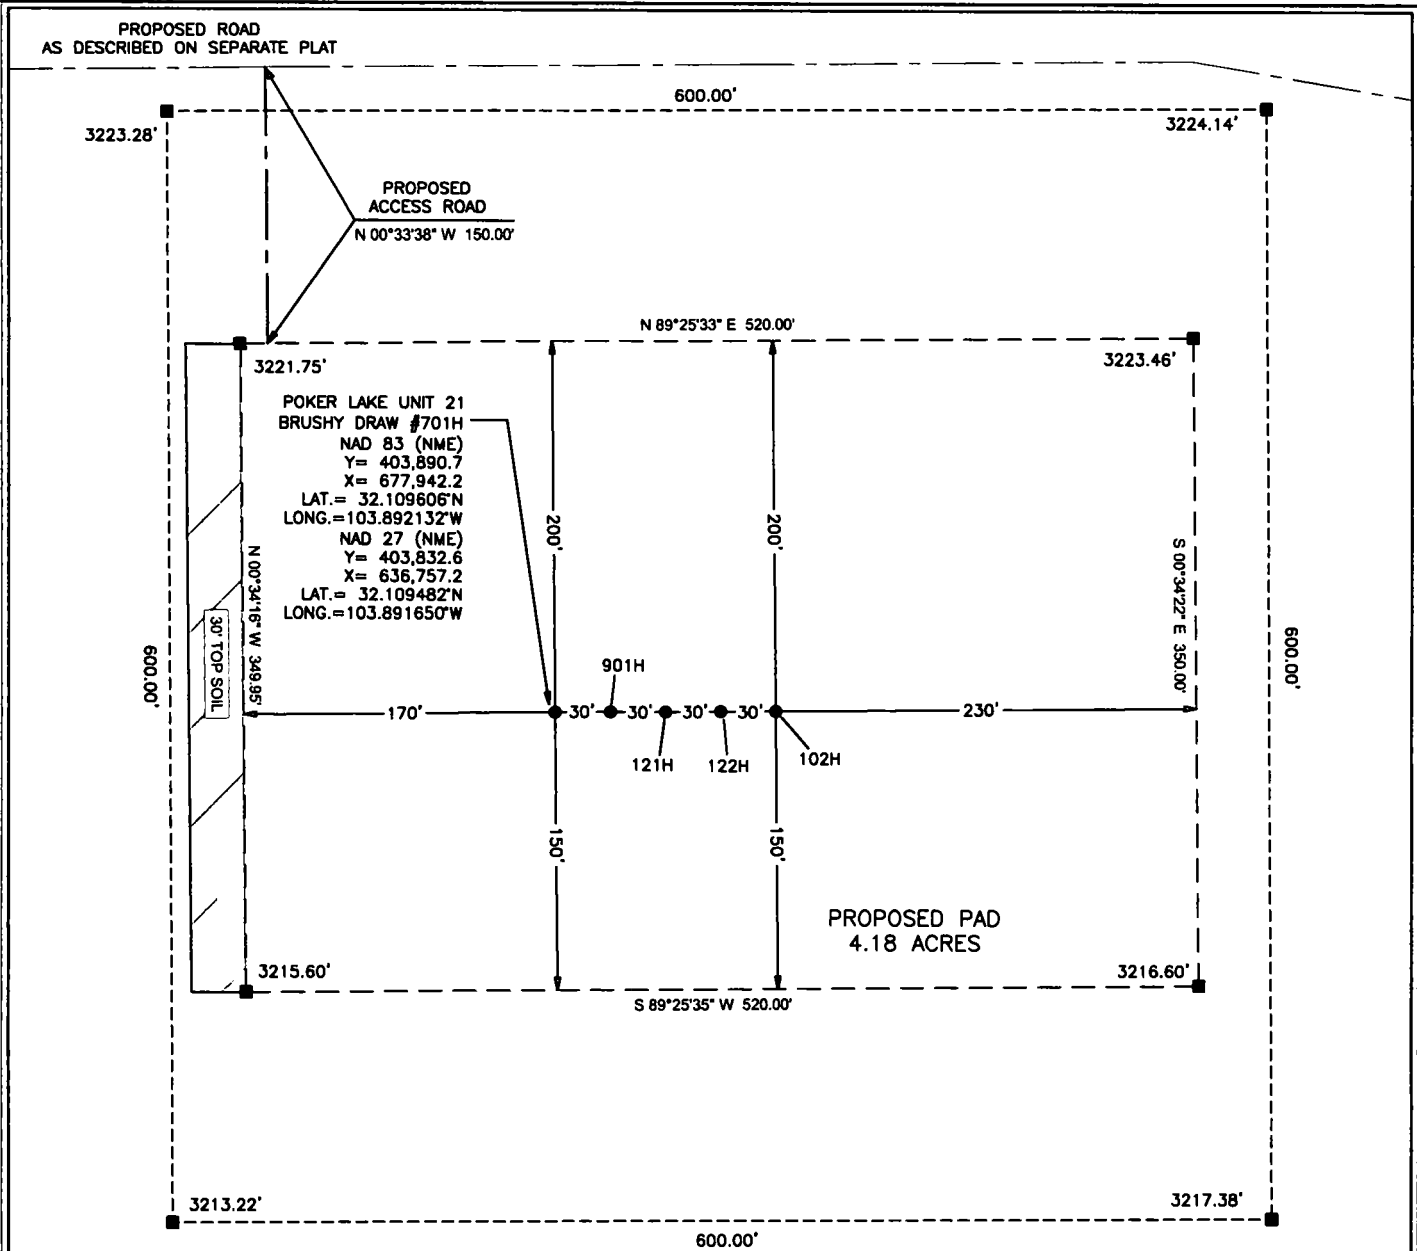 PROPOSED ROAD
AS DESCRIBED ON SEPARATE PLAT
600.00'
3223.28'
3224.14'
PROPOSED
ACCESS ROAD
N 00°33'38" W 150.00'
N 89°25'33" E 520.00'
3221.75'
3223.46'
POKER LAKE UNIT 21
BRUSHY DRAW #701H
NAD 83 (NME)
Y= 403,890.7
X= 677,942.2
LAT.= 32.109606°N
LONG.=103.892132°W
NAD 27 (NME)
Y= 403,832.6
X= 636,757.2
LAT.= 32.109482°N
LONG.=103.891650°W
200'
200'
N 00°34'16" W 349.95'
S 00°34'22" E 350.00'
30' TOP SOIL
600.00'
600.00'
901H
170'
30'
30'
30'
30'
230'
121H
122H
102H
150'
150'
PROPOSED PAD
4.18 ACRES
3215.60'
3216.60'
S 89°25'35" W 520.00'
3213.22'
3217.38'
600.00'